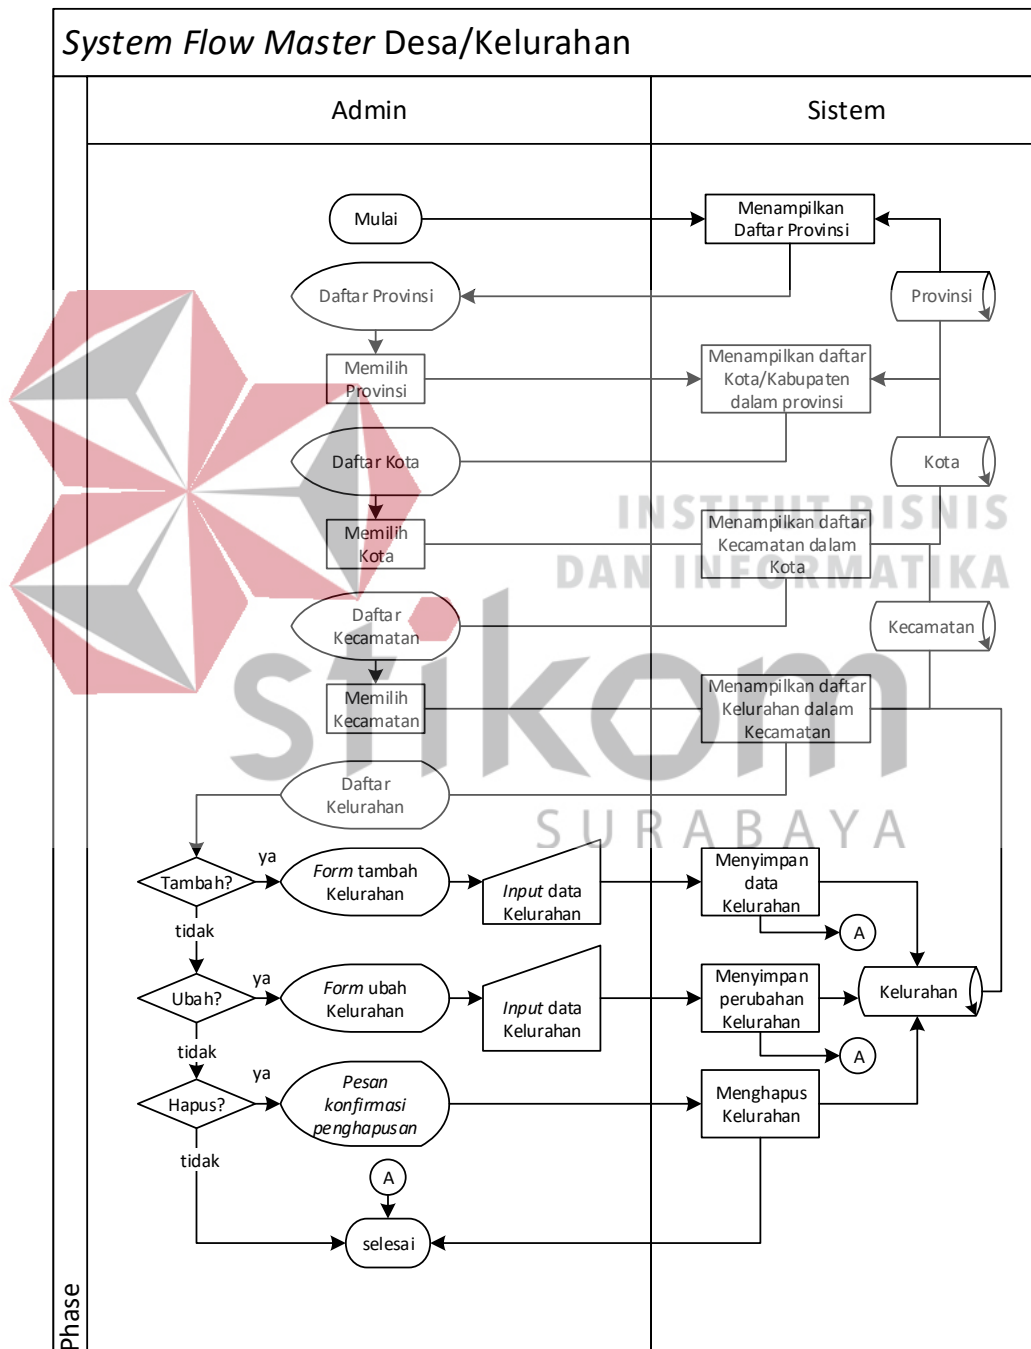 System Flow Master Desa/Kelurahan
Admin
Sistem
Mulai
Menampilkan
Daftar Provinsi
Daftar Provinsi
Provinsi
Memilih
Provinsi
Menampilkan daftar
Kota/Kabupaten
dalam provinsi
Daftar Kota
Kota
INSTITUT BISNIS
DAN INFORMATIKA
Memilih
Kota
Menampilkan daftar
Kecamatan dalam
Kota
Daftar
Kecamatan
Kecamatan
stikom
SURABAYA
Memilih
Kecamatan
Menampilkan daftar
Kelurahan dalam
Kecamatan
Daftar
Kelurahan
Tambah?
ya
Form tambah
Kelurahan
Input data
Kelurahan
Menyimpan
data
Kelurahan
A
tidak
Ubah?
ya
Form ubah
Kelurahan
Input data
Kelurahan
Menyimpan
perubahan
Kelurahan
Kelurahan
A
tidak
Hapus?
ya
Pesan
konfirmasi
penghapusan
Menghapus
Kelurahan
tidak
A
selesai
Phase